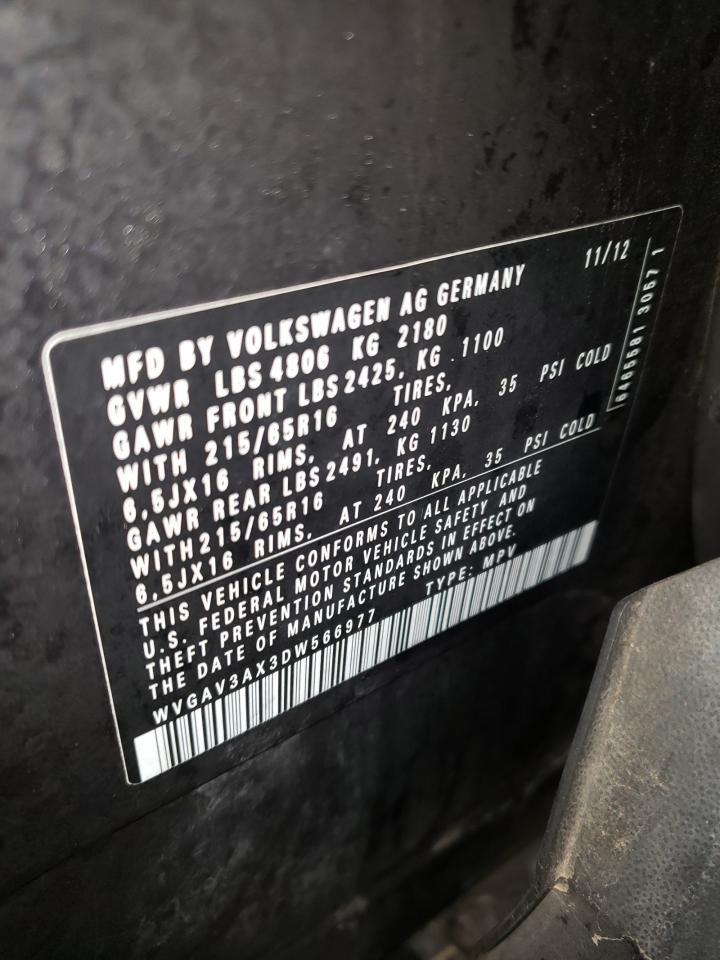 MFD BY VOLKSWAGEN AG GERMANY 11/12
GVWR LBS 4806 KG 2180
GAWR FRONT LBS 2425, KG 1100
WITH 215/65R16 TIRES,
6,5JX16 RIMS, AT 240 KPA, 35 PSI COLD
GAWR REAR LBS 2491, KG 1130
WITH 215/65R16 TIRES,
6,5JX16 RIMS, AT 240 KPA, 35 PSI COLD
THIS VEHICLE CONFORMS TO ALL APPLICABLE
U.S. FEDERAL MOTOR VEHICLE SAFETY AND
THEFT PREVENTION STANDARDS IN EFFECT ON
THE DATE OF MANUFACTURE SHOWN ABOVE.
WVGAV3AX3DW566977 TYPE: MPV
3057 1